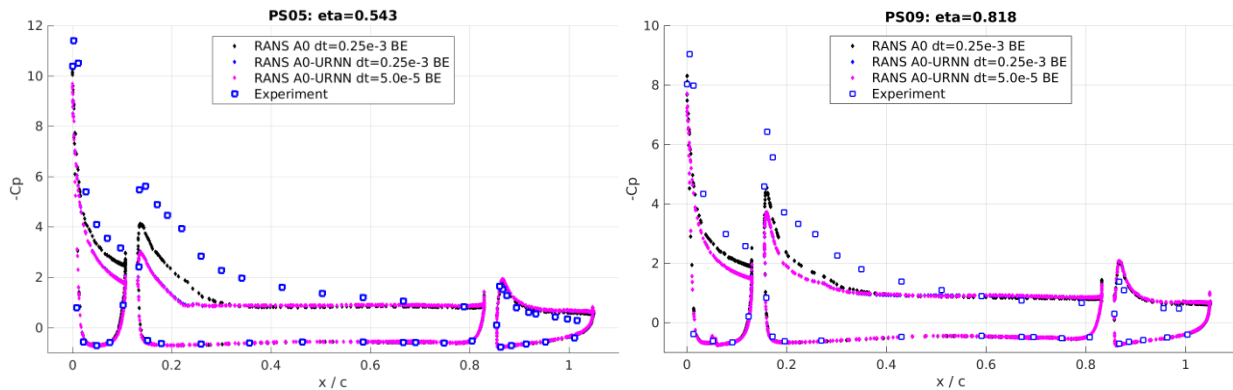 PS05: eta=0.543
12
10
8
6
4
2
0
-Cp
RANS A0 dt=0.25e-3 BE
RANS A0-URNN dt=0.25e-3 BE
RANS A0-URNN dt=5.0e-5 BE
Experiment
0
0.2
0.4
0.6
0.8
1
x / c
PS09: eta=0.818
10
8
6
4
2
0
-Cp
RANS A0 dt=0.25e-3 BE
RANS A0-URNN dt=0.25e-3 BE
RANS A0-URNN dt=5.0e-5 BE
Experiment
0
0.2
0.4
0.6
0.8
1
x / c